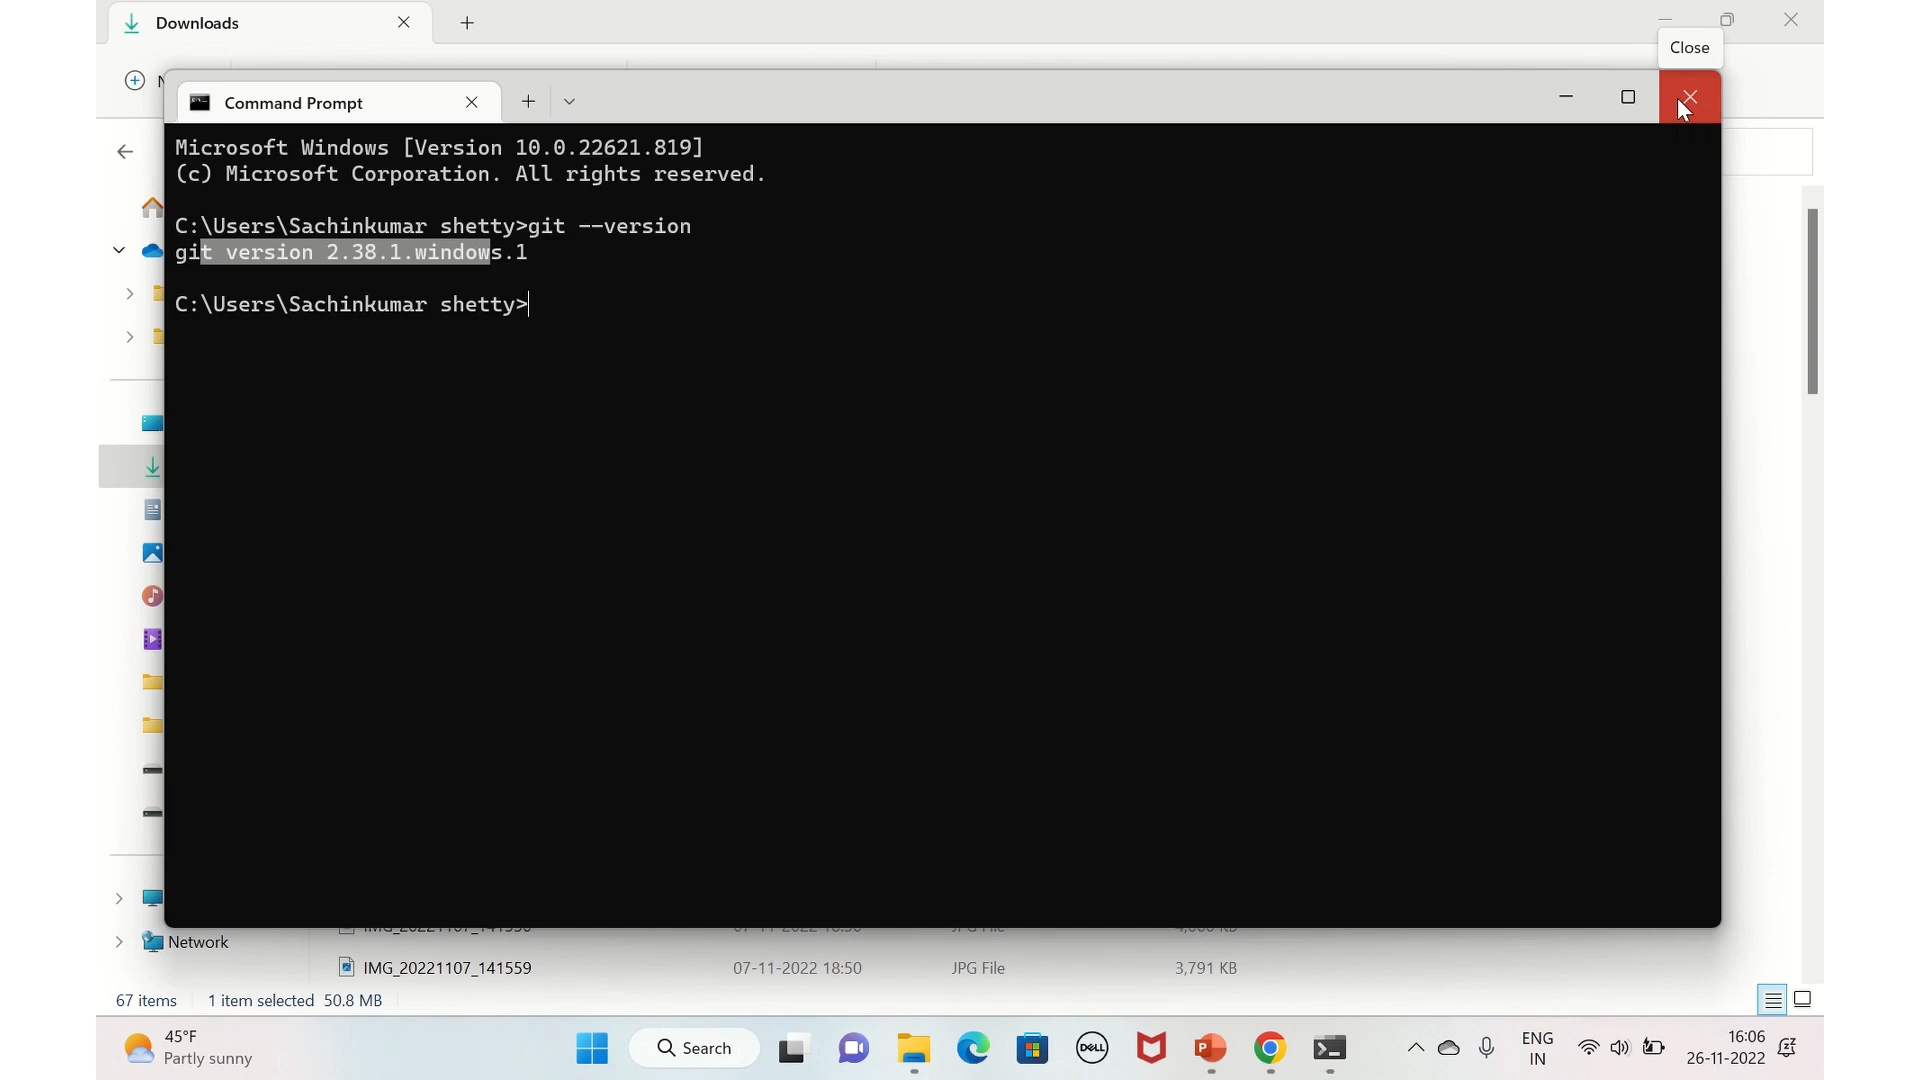 Downloads
Close
Command Prompt
Microsoft Windows [Version 10.0.22621.819]
(c) Microsoft Corporation. All rights reserved.
C:\Users\Sachinkumar shetty>git --version
git version 2.38.1.windows.1
C:\Users\Sachinkumar shetty>
Network
IMG_20221107_141559 07-11-2022 18:50 JPG File 3,791 KB
67 items 1 item selected 50.8 MB
45°F
Partly sunny
Search
DELL
ENG
IN
16:06
26-11-2022